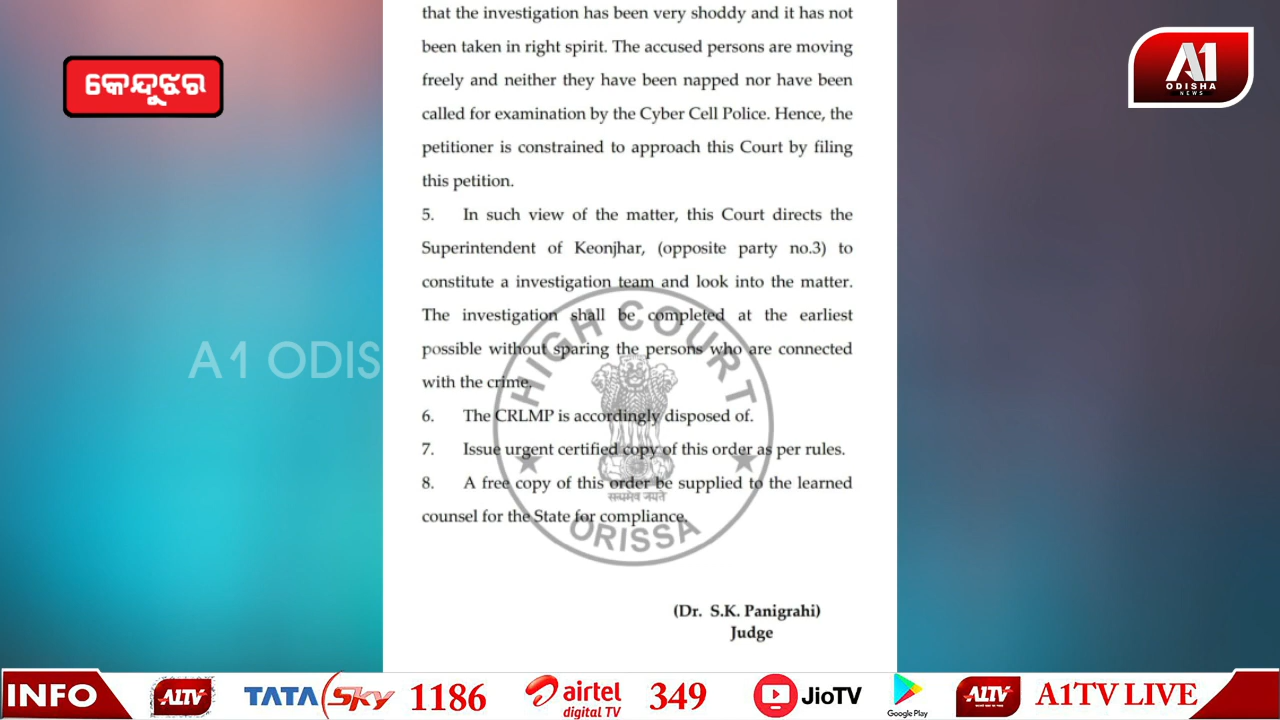 that the investigation has been very shoddy and it has not
been taken in right spirit. The accused persons are moving
freely and neither they have been napped nor have been
called for examination by the Cyber Cell Police. Hence, the
petitioner is constrained to approach this Court by filing
this petition.
5. In such view of the matter, this Court directs the
Superintendent of Keonjhar, (opposite party no.3) to
constitute a investigation team and look into the matter.
The investigation shall be completed at the earliest
possible without sparing the persons who are connected
with the crime.
6. The CRLMP is accordingly disposed of.
7. Issue urgent certified copy of this order as per rules.
8. A free copy of this order be supplied to the learned
counsel for the State for compliance.
(Dr. S.K. Panigrahi)
Judge
HIGH COURT
सत्यमेव जयते
ORISSA
କେନ୍ଦୁଝର
A1
ODISHA
NEWS
A1 ODIS
INFO
A1TV
TATA Sky 1186
airtel
digital TV
349
JioTV
Google Play
A1TV
A1TV LIVE